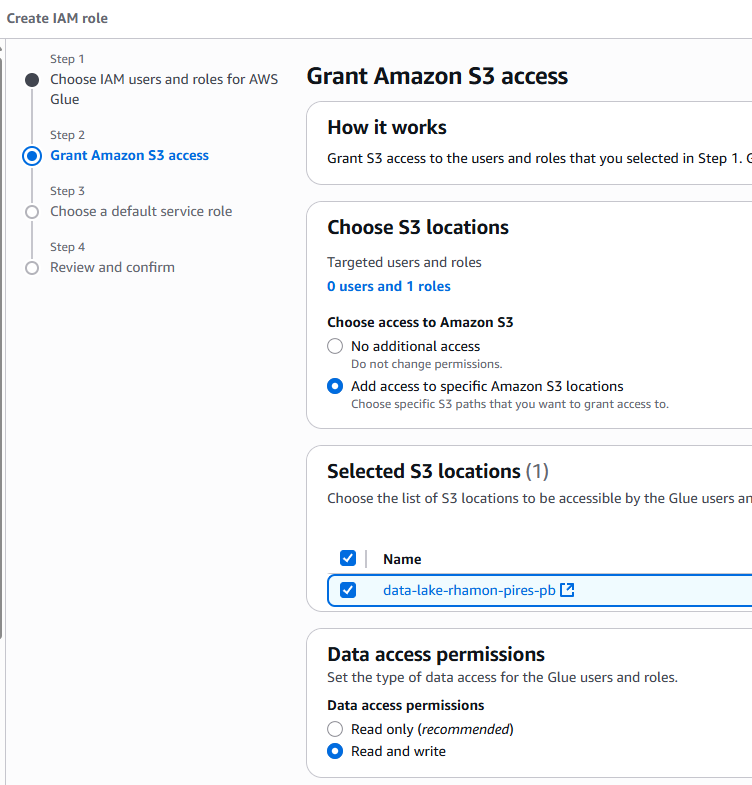 Create IAM role
Step 1
Choose IAM users and roles for AWS
Glue
Step 2
Grant Amazon S3 access
Step 3
Choose a default service role
Step 4
Review and confirm
Grant Amazon S3 access
How it works
Grant S3 access to the users and roles that you selected in Step 1. G
Choose S3 locations
Targeted users and roles
0 users and 1 roles
Choose access to Amazon S3
No additional access
Do not change permissions.
Add access to specific Amazon S3 locations
Choose specific S3 paths that you want to grant access to.
Selected S3 locations (1)
Choose the list of S3 locations to be accessible by the Glue users an
Name
data-lake-rhamon-pires-pb
Data access permissions
Set the type of data access for the Glue users and roles.
Data access permissions
Read only (recommended)
Read and write